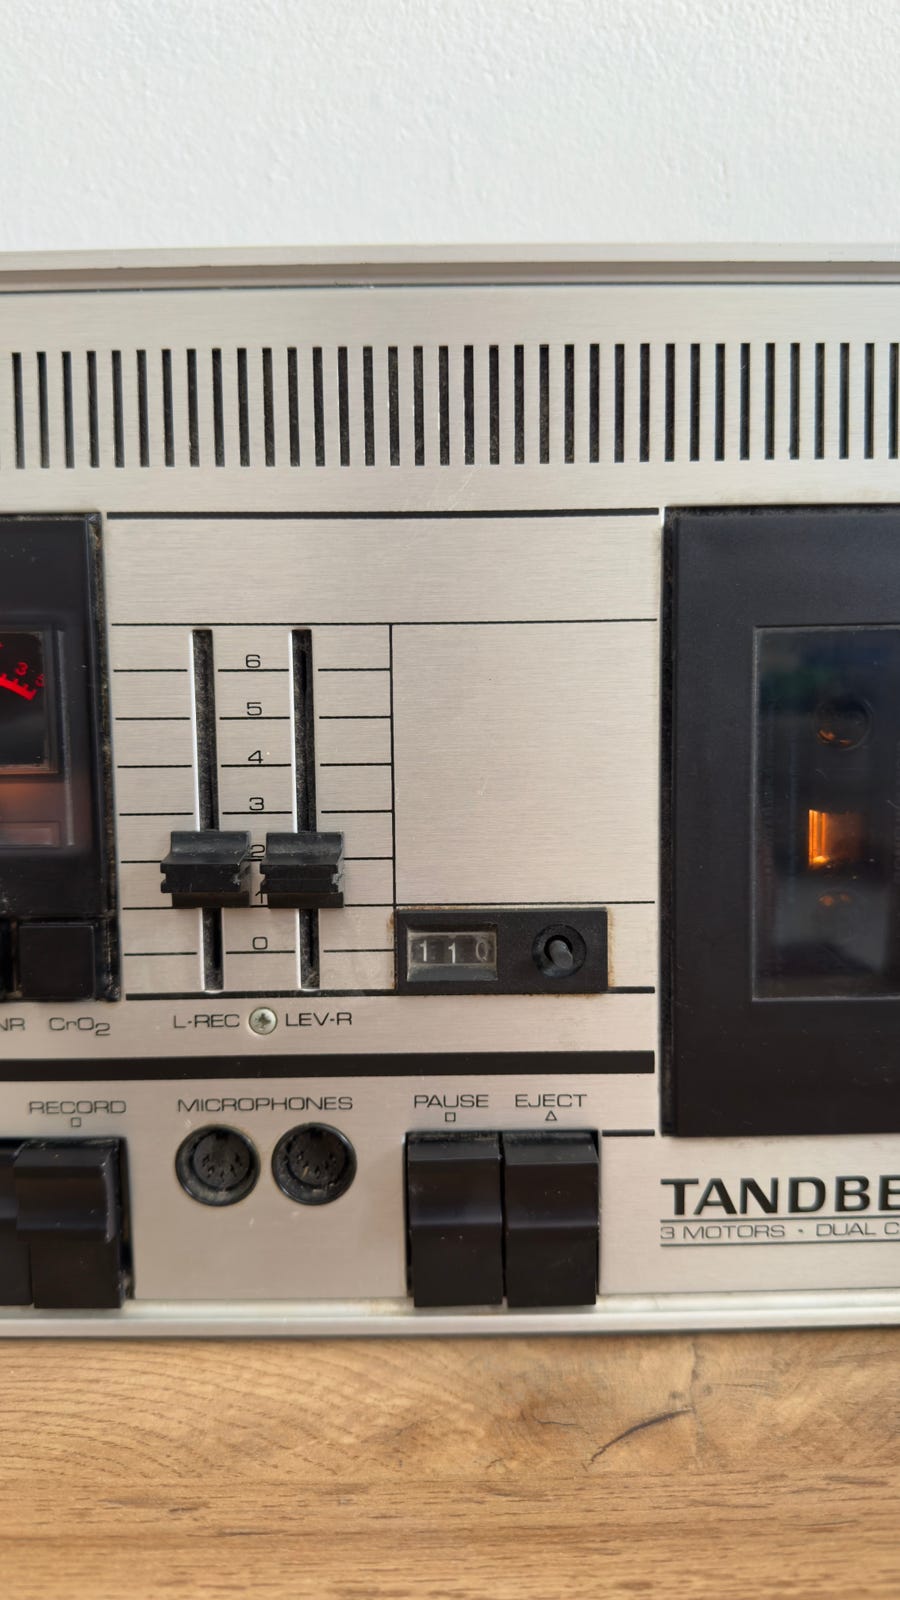 3
6
5
4
3
2
1
0
1 1 0
NR CrO2
L-REC LEV-R
RECORD MICROPHONES PAUSE EJECT
TANDBE
3 MOTORS · DUAL C